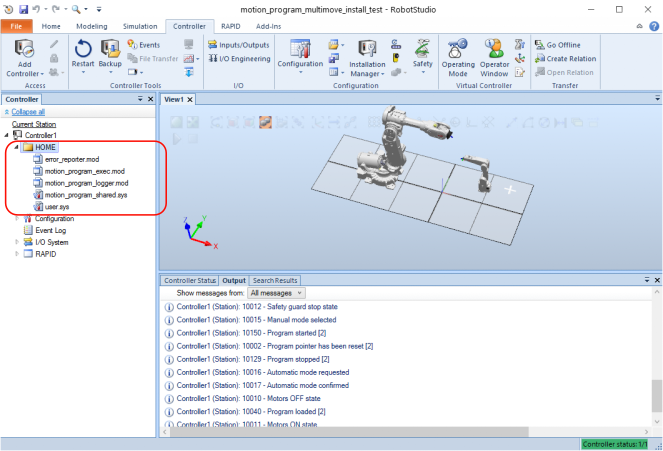 motion_program_multimove_install_test - RobotStudio
File Home Modeling Simulation Controller RAPID Add-Ins
Add Controller
Restart
Backup
Events
File Transfer
Inputs/Outputs
I/O Engineering
Configuration
Installation Manager
Safety
Operating Mode
Operator Window
Go Offline
Create Relation
Open Relation
Access Controller Tools I/O Configuration Virtual Controller Transfer
Controller
View1
Collapse all
Current Station
Controller1
HOME
error_reporter.mod
motion_program_exec.mod
motion_program_logger.mod
motion_program_shared.sys
user.sys
Configuration
Event Log
I/O System
RAPID
Z Y
X
Controller Status Output Search Results
Show messages from: All messages
Controller1 (Station): 10012 - Safety guard stop state
Controller1 (Station): 10015 - Manual mode selected
Controller1 (Station): 10150 - Program started [2]
Controller1 (Station): 10002 - Program pointer has been reset [2]
Controller1 (Station): 10129 - Program stopped [2]
Controller1 (Station): 10016 - Automatic mode requested
Controller1 (Station): 10017 - Automatic mode confirmed
Controller1 (Station): 10010 - Motors OFF state
Controller1 (Station): 10040 - Program loaded [2]
Controller1 (Station): 10011 - Motors ON state
Controller status: 1/1